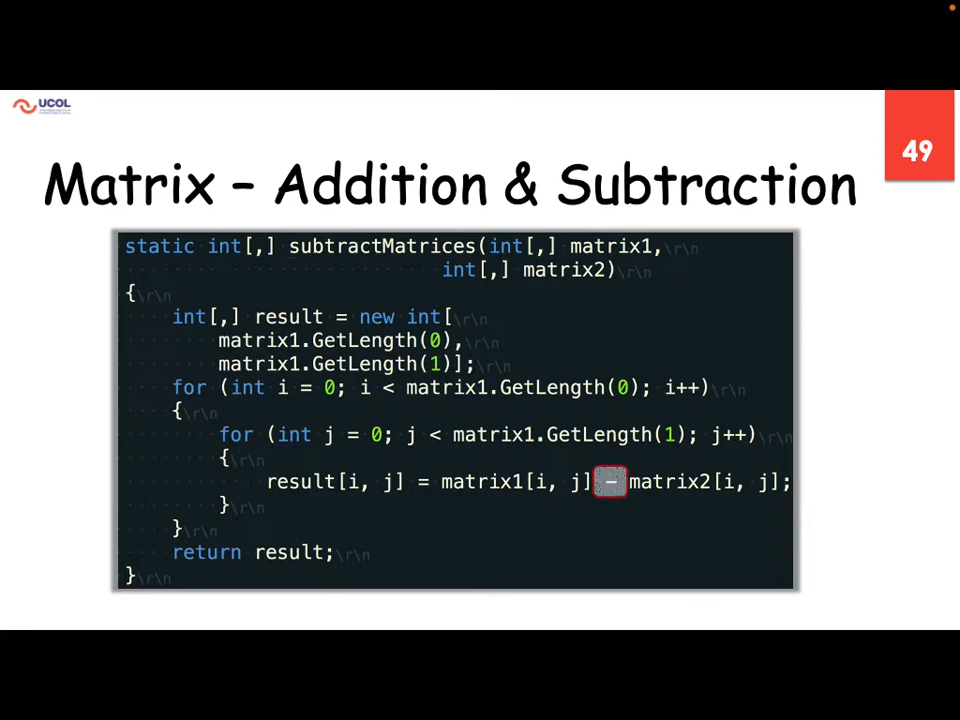 UCOL
49
Matrix – Addition & Subtraction
static int[,] subtractMatrices(int[,] matrix1,\r\n
int[,] matrix2)\r\n
{\r\n
int[,] result = new int[\r\n
matrix1.GetLength(0),\r\n
matrix1.GetLength(1)];\r\n
for (int i = 0; i < matrix1.GetLength(0); i++)\r\n
{\r\n
for (int j = 0; j < matrix1.GetLength(1); j++)\r\n
{\r\n
result[i, j] = matrix1[i, j] - matrix2[i, j];
}\r\n
}\r\n
return result;\r\n
}\r\n